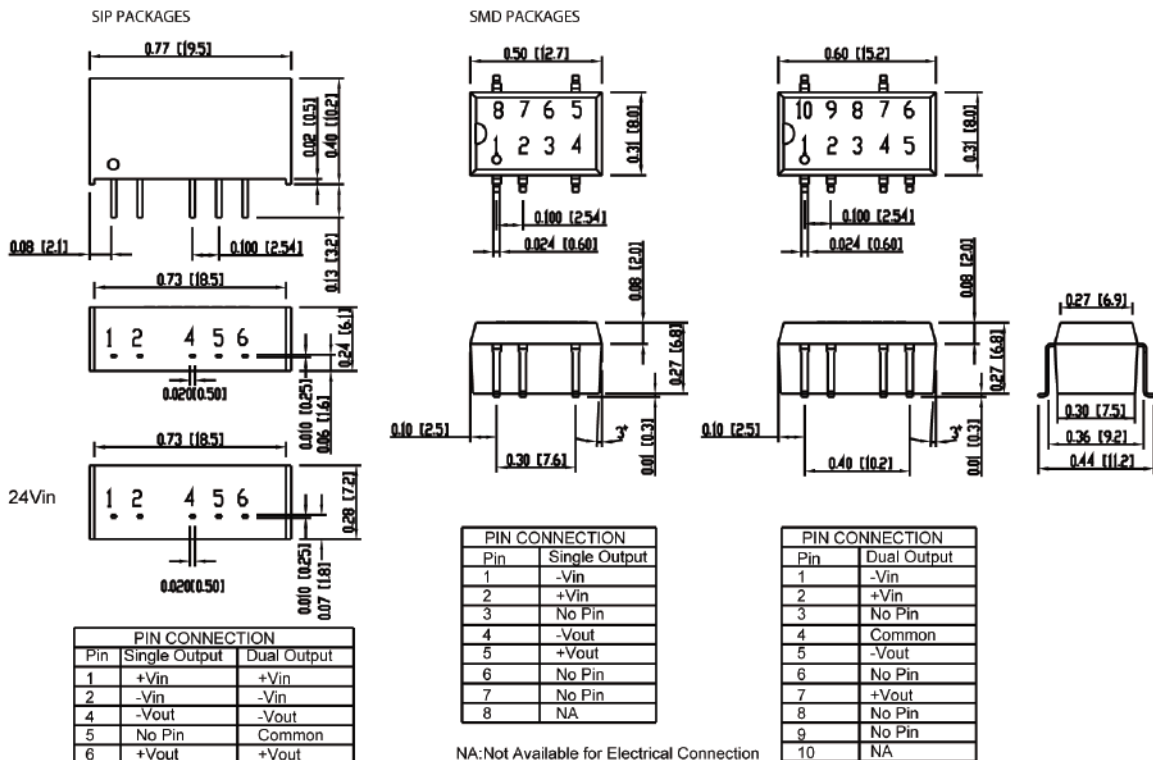 SIP PACKAGES
0.77 [19.5]
0.02 [0.5]
0.40 [10.2]
0.08 [2.1]
0.100 [2.54]
0.13 [3.2]
0.73 [18.5]
1 2 4 5 6
0.24 [6.1]
0.020[0.50]
0.010 [0.25]
0.06 [1.6]
0.73 [18.5]
24Vin
1 2 4 5 6
0.28 [7.2]
0.020[0.50]
0.010 [0.25]
0.07 [1.8]
PIN CONNECTION
Pin Single Output Dual Output
1 +Vin +Vin
2 -Vin -Vin
4 -Vout -Vout
5 No Pin Common
6 +Vout +Vout
SMD PACKAGES
0.50 [12.7]
8 7 6 5
1 2 3 4
0.31 [8.0]
0.100 [2.54]
0.024 [0.60]
0.08 [2.0]
0.27 [6.8]
0.10 [2.5]
0.30 [7.6]
3°
0.01 [0.3]
PIN CONNECTION
Pin Single Output
1 -Vin
2 +Vin
3 No Pin
4 -Vout
5 +Vout
6 No Pin
7 No Pin
8 NA
NA:Not Available for Electrical Connection
0.60 [15.2]
10 9 8 7 6
1 2 3 4 5
0.31 [8.0]
0.100 [2.54]
0.024 [0.60]
0.08 [2.0]
0.27 [6.8]
0.10 [2.5]
0.40 [10.2]
3°
0.01 [0.3]
0.27 [6.9]
0.30 [7.5]
0.36 [9.2]
0.44 [11.2]
PIN CONNECTION
Pin Dual Output
1 -Vin
2 +Vin
3 No Pin
4 Common
5 -Vout
6 No Pin
7 +Vout
8 No Pin
9 No Pin
10 NA